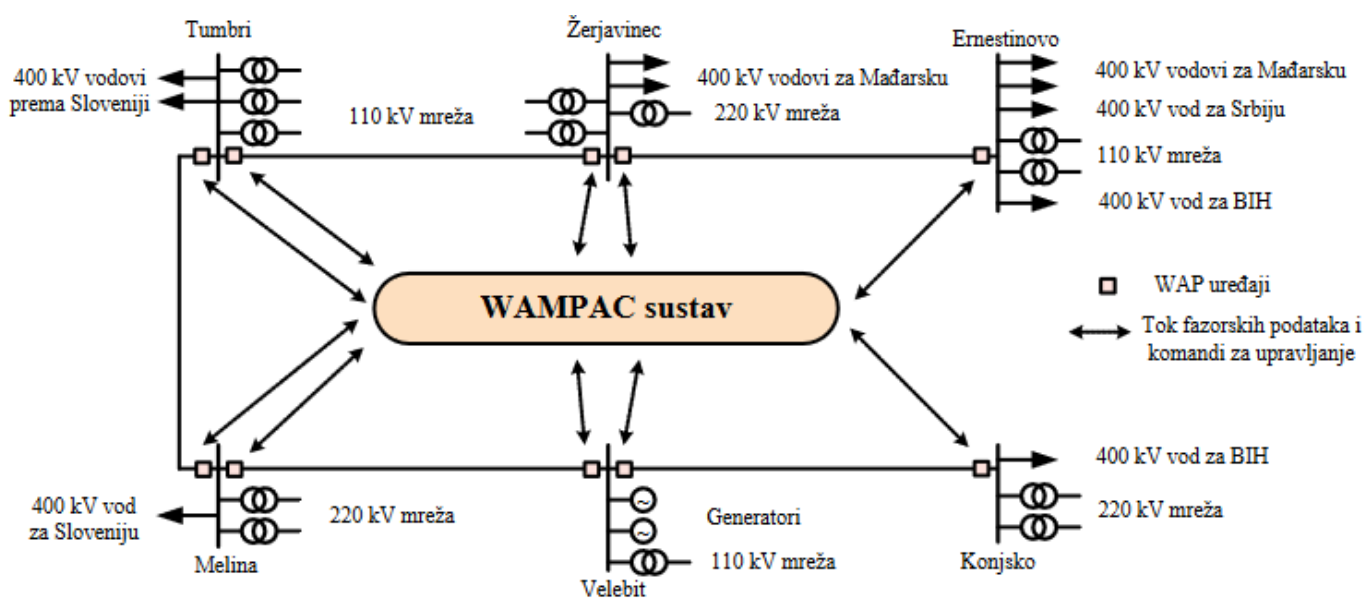 Tumbri
Žerjavinec
Ernestinovo
400 kV vodovi
prema Sloveniji
110 kV mreža
400 kV vodovi za Mađarsku
220 kV mreža
400 kV vodovi za Mađarsku
400 kV vod za Srbiju
110 kV mreža
400 kV vod za BIH
WAMPAC sustav
WAP uređaji
Tok fazorskih podataka i
komandi za upravljanje
400 kV vod
za Sloveniju
220 kV mreža
Melina
~
~
Generatori
110 kV mreža
Velebit
400 kV vod za BIH
220 kV mreža
Konjsko